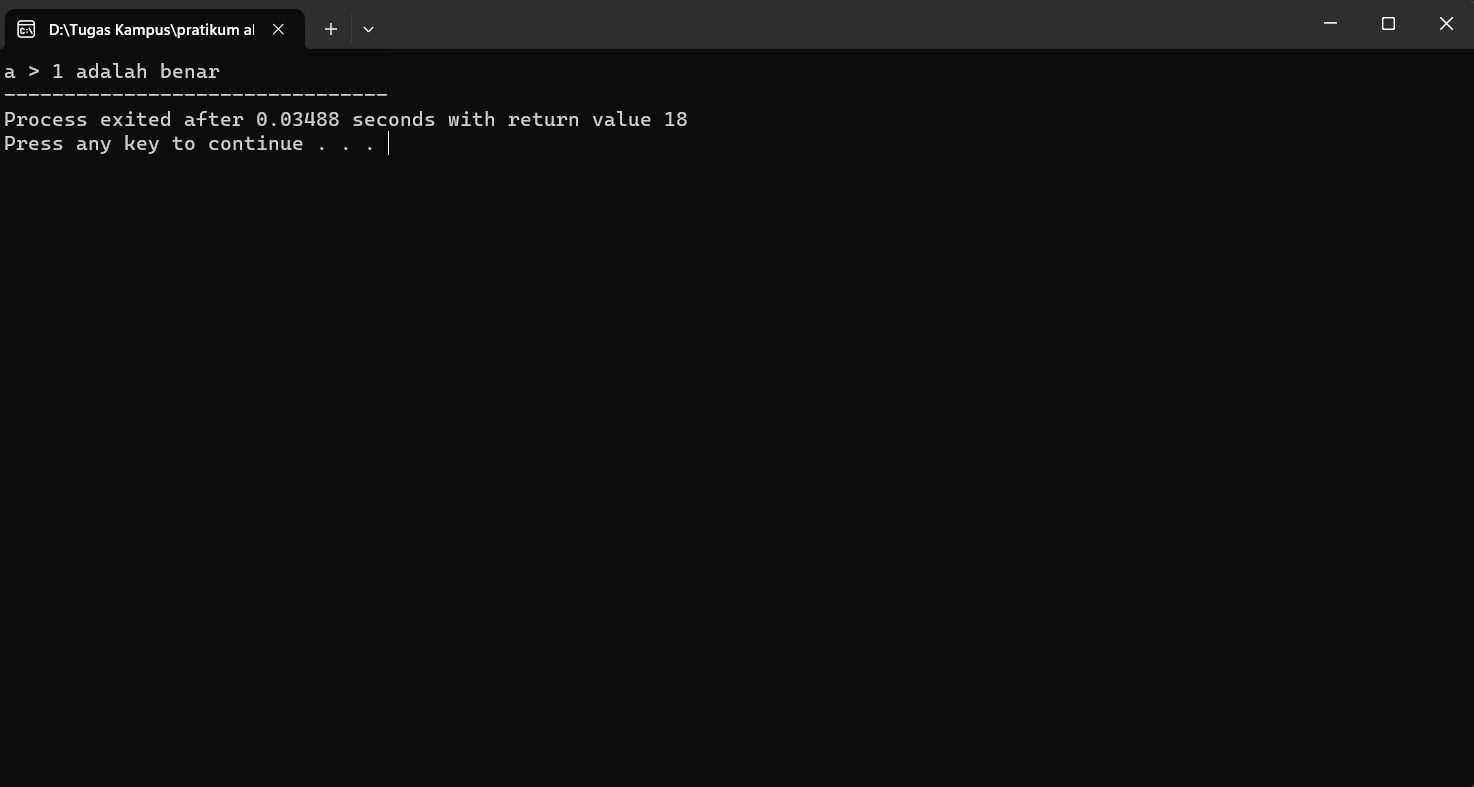 D:\Tugas Kampus\pratikum al
a > 1 adalah benar
--------------------------------
Process exited after 0.03488 seconds with return value 18
Press any key to continue . . .